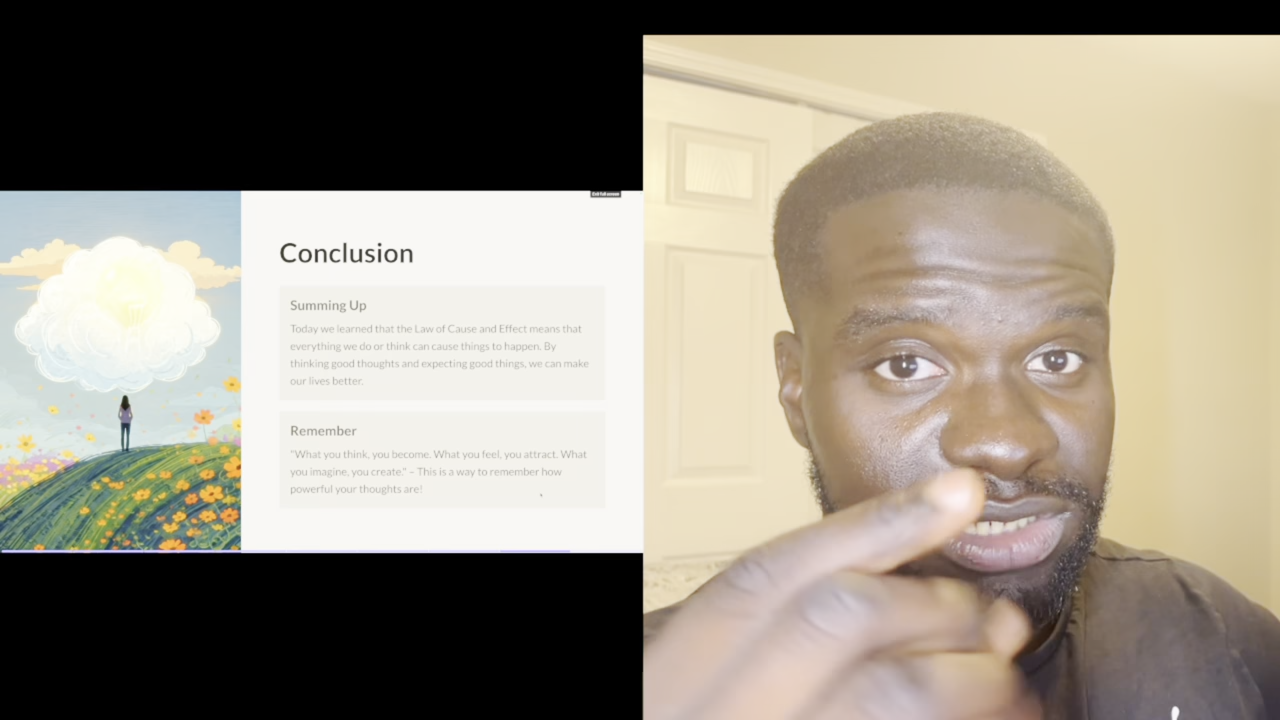 Exit full screen
Conclusion
Summing Up
Today we learned that the Law of Cause and Effect means that
everything we do or think can cause things to happen. By
thinking good thoughts and expecting good things, we can make
our lives better.
Remember
"What you think, you become. What you feel, you attract. What
you imagine, you create." – This is a way to remember how
powerful your thoughts are!